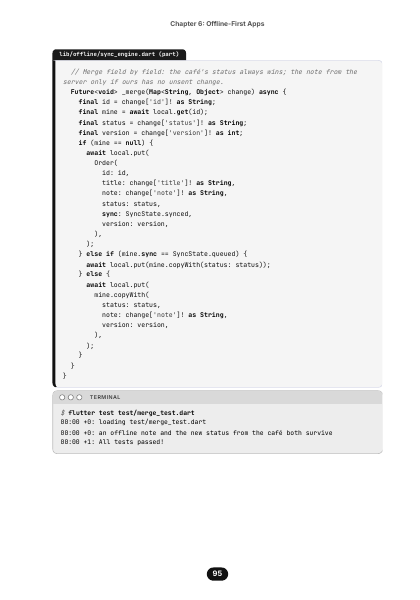 Chapter 6: Offline-First Apps
lib/offline/sync_engine.dart (part)
// Merge field by field: the café's status always wins; the note from the
server only if ours has no unsent change.
Future<void> _merge(Map<String, Object> change) async {
final id = change['id']! as String;
final mine = await local.get(id);
final status = change['status']! as String;
final version = change['version']! as int;
if (mine == null) {
await local.put(
Order(
id: id,
title: change['title']! as String,
note: change['note']! as String,
status: status,
sync: SyncState.synced,
version: version,
),
);
} else if (mine.sync == SyncState.queued) {
await local.put(mine.copyWith(status: status));
} else {
await local.put(
mine.copyWith(
status: status,
note: change['note']! as String,
version: version,
),
);
}
}
}
TERMINAL
$ flutter test test/merge_test.dart
00:00 +0: loading test/merge_test.dart
00:00 +0: an offline note and the new status from the café both survive
00:00 +1: All tests passed!
95